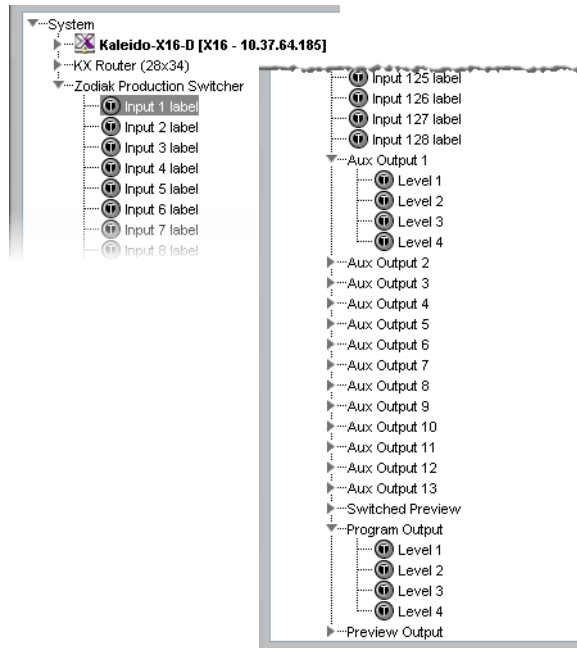 System
Kaleido-X16-D [X16 - 10.37.64.185]
KX Router (28x34)
Zodiak Production Switcher
Input 1 label
Input 2 label
Input 3 label
Input 4 label
Input 5 label
Input 6 label
Input 7 label
Input 8 label
Input 125 label
Input 126 label
Input 127 label
Input 128 label
Aux Output 1
Level 1
Level 2
Level 3
Level 4
Aux Output 2
Aux Output 3
Aux Output 4
Aux Output 5
Aux Output 6
Aux Output 7
Aux Output 8
Aux Output 9
Aux Output 10
Aux Output 11
Aux Output 12
Aux Output 13
Switched Preview
Program Output
Level 1
Level 2
Level 3
Level 4
Preview Output